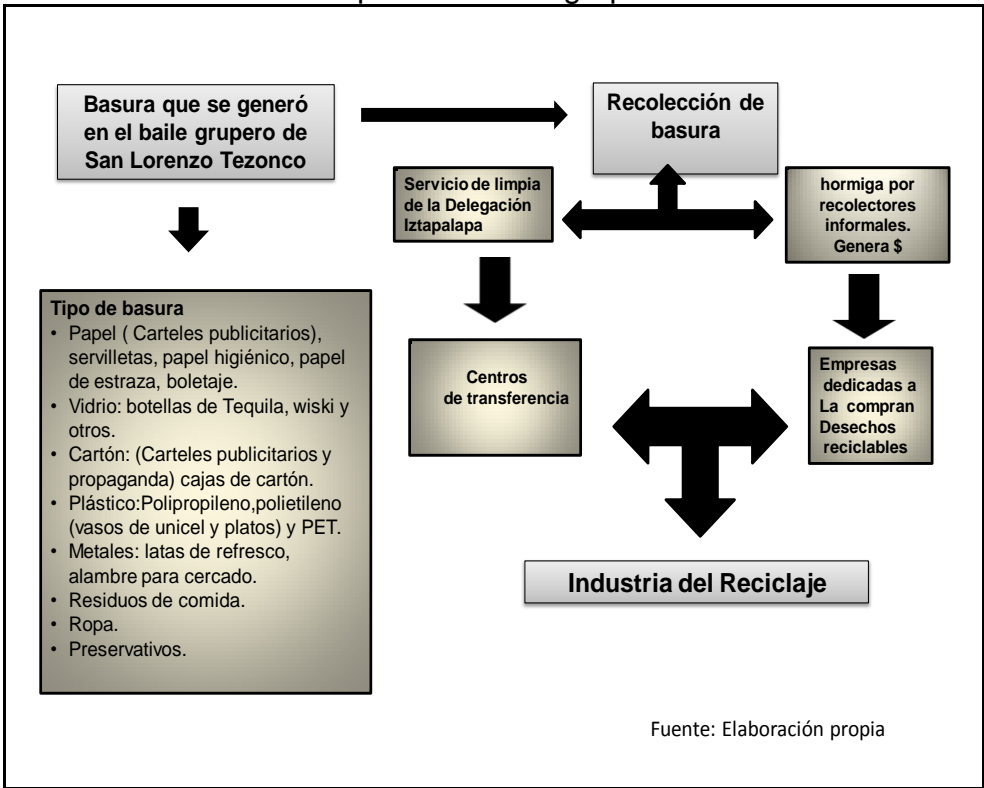 Basura que se generó
en el baile grupero de
San Lorenzo Tezonco
Recolección de
basura
Servicio de limpia
de la Delegación
Iztapalapa
hormiga por
recolectores
informales.
Genera $
Tipo de basura
• Papel ( Carteles publicitarios),
servilletas, papel higiénico, papel
de estraza, boletaje.
• Vidrio: botellas de Tequila, wiski y
otros.
• Cartón: (Carteles publicitarios y
propaganda) cajas de cartón.
• Plástico:Polipropileno,polietileno
(vasos de unicel y platos) y PET.
• Metales: latas de refresco,
alambre para cercado.
• Residuos de comida.
• Ropa.
• Preservativos.
Centros
de transferencia
Empresas
dedicadas a
La compran
Desechos
reciclables
Industria del Reciclaje
Fuente: Elaboración propia